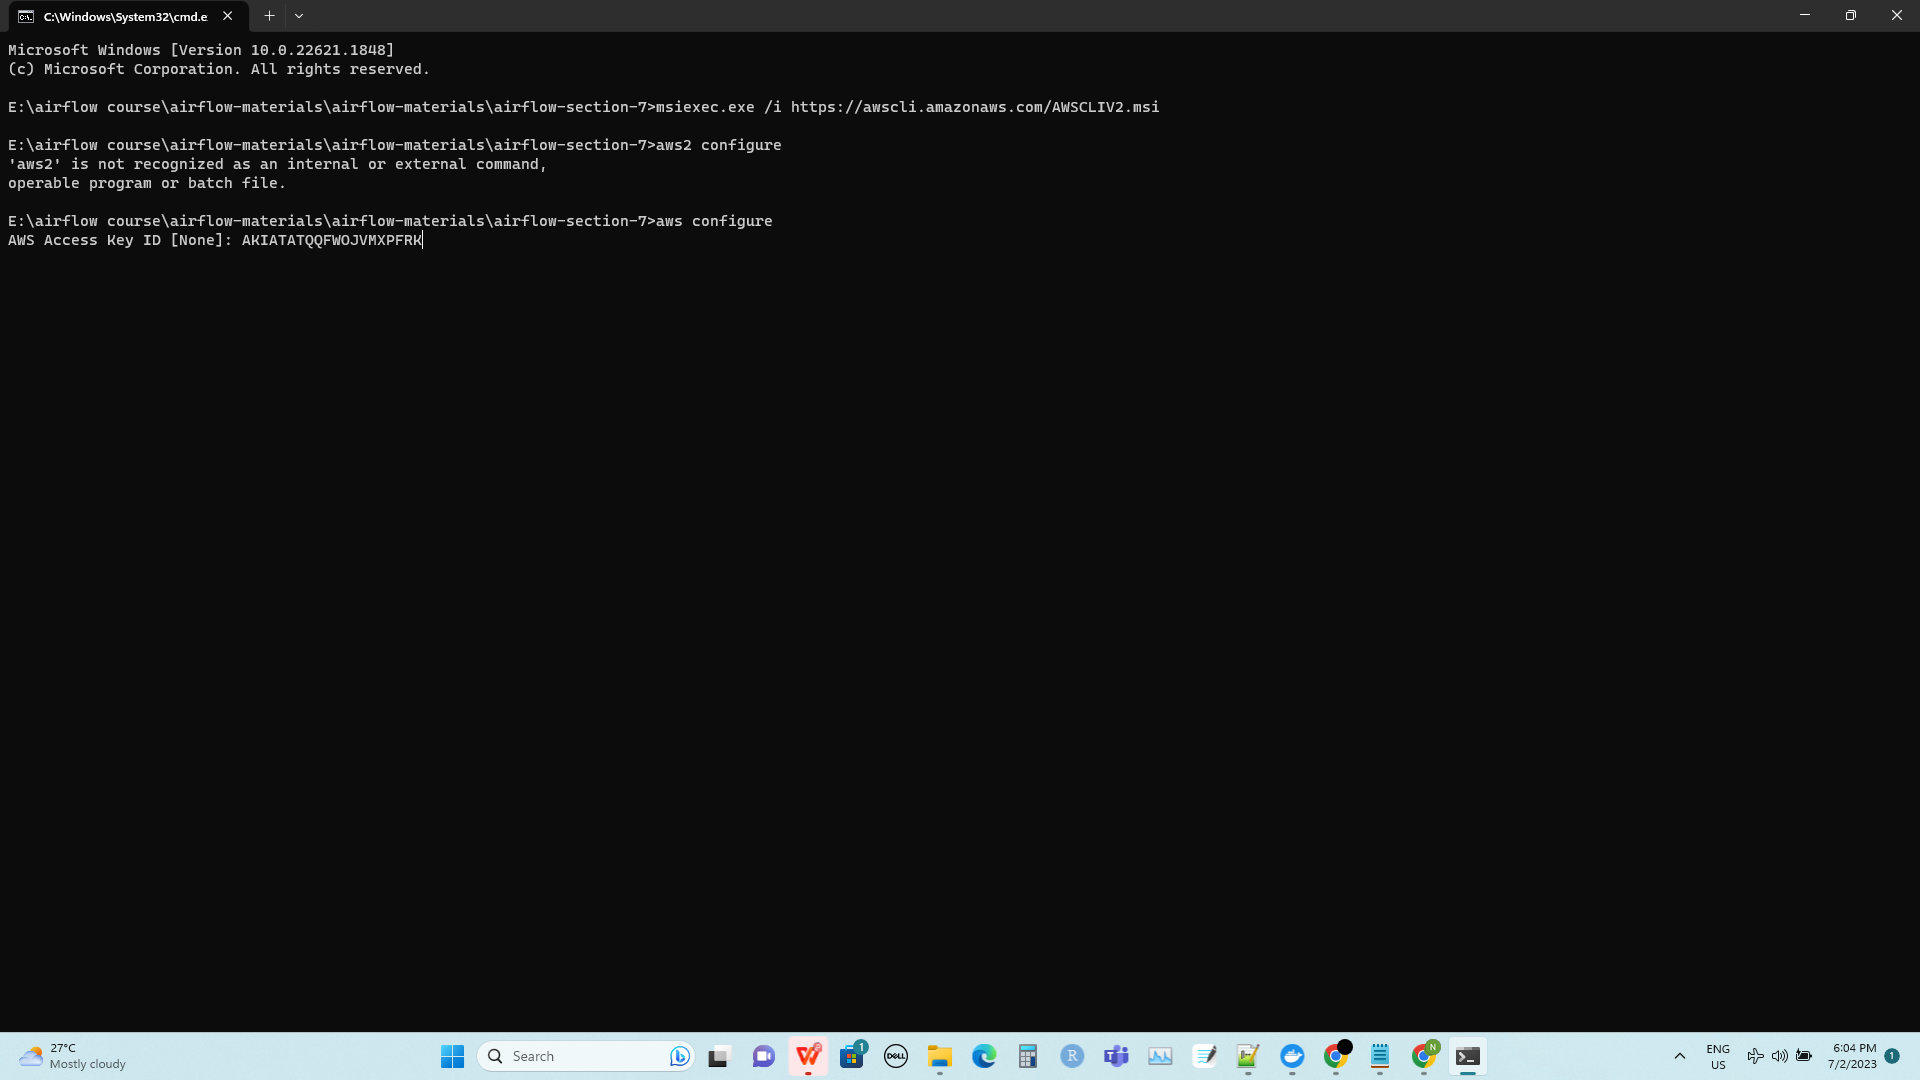 C:\Windows\System32\cmd.e
Microsoft Windows [Version 10.0.22621.1848]
(c) Microsoft Corporation. All rights reserved.
E:\airflow course\airflow-materials\airflow-materials\airflow-section-7>msiexec.exe /i https://awscli.amazonaws.com/AWSCLIV2.msi
E:\airflow course\airflow-materials\airflow-materials\airflow-section-7>aws2 configure
'aws2' is not recognized as an internal or external command,
operable program or batch file.
E:\airflow course\airflow-materials\airflow-materials\airflow-section-7>aws configure
AWS Access Key ID [None]: AKIATATQQFWOJVMXPFRK
27°C
Mostly cloudy
Search
1
DELL
R
T
N
ENG
US
6:04 PM
7/2/2023
1